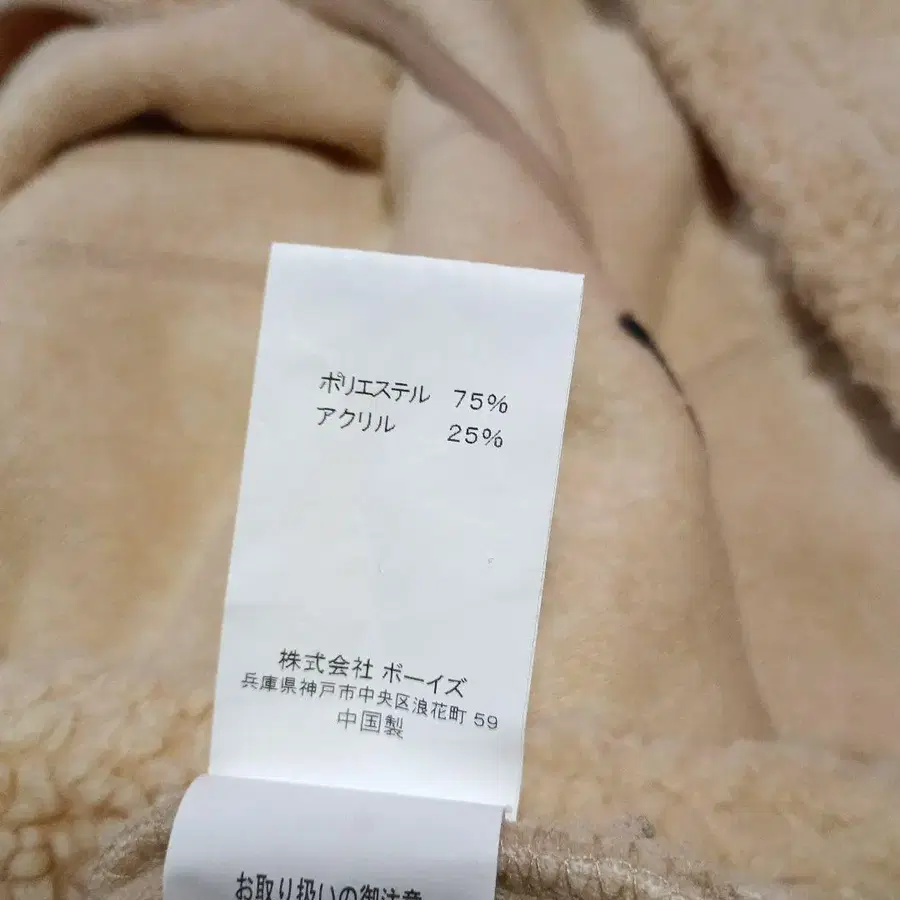 ポリエステル 75%
アクリル 25%
株式会社 ボーイズ
兵庫県神戸市中央区浪花町 59
中国製
お取り扱いの御注意